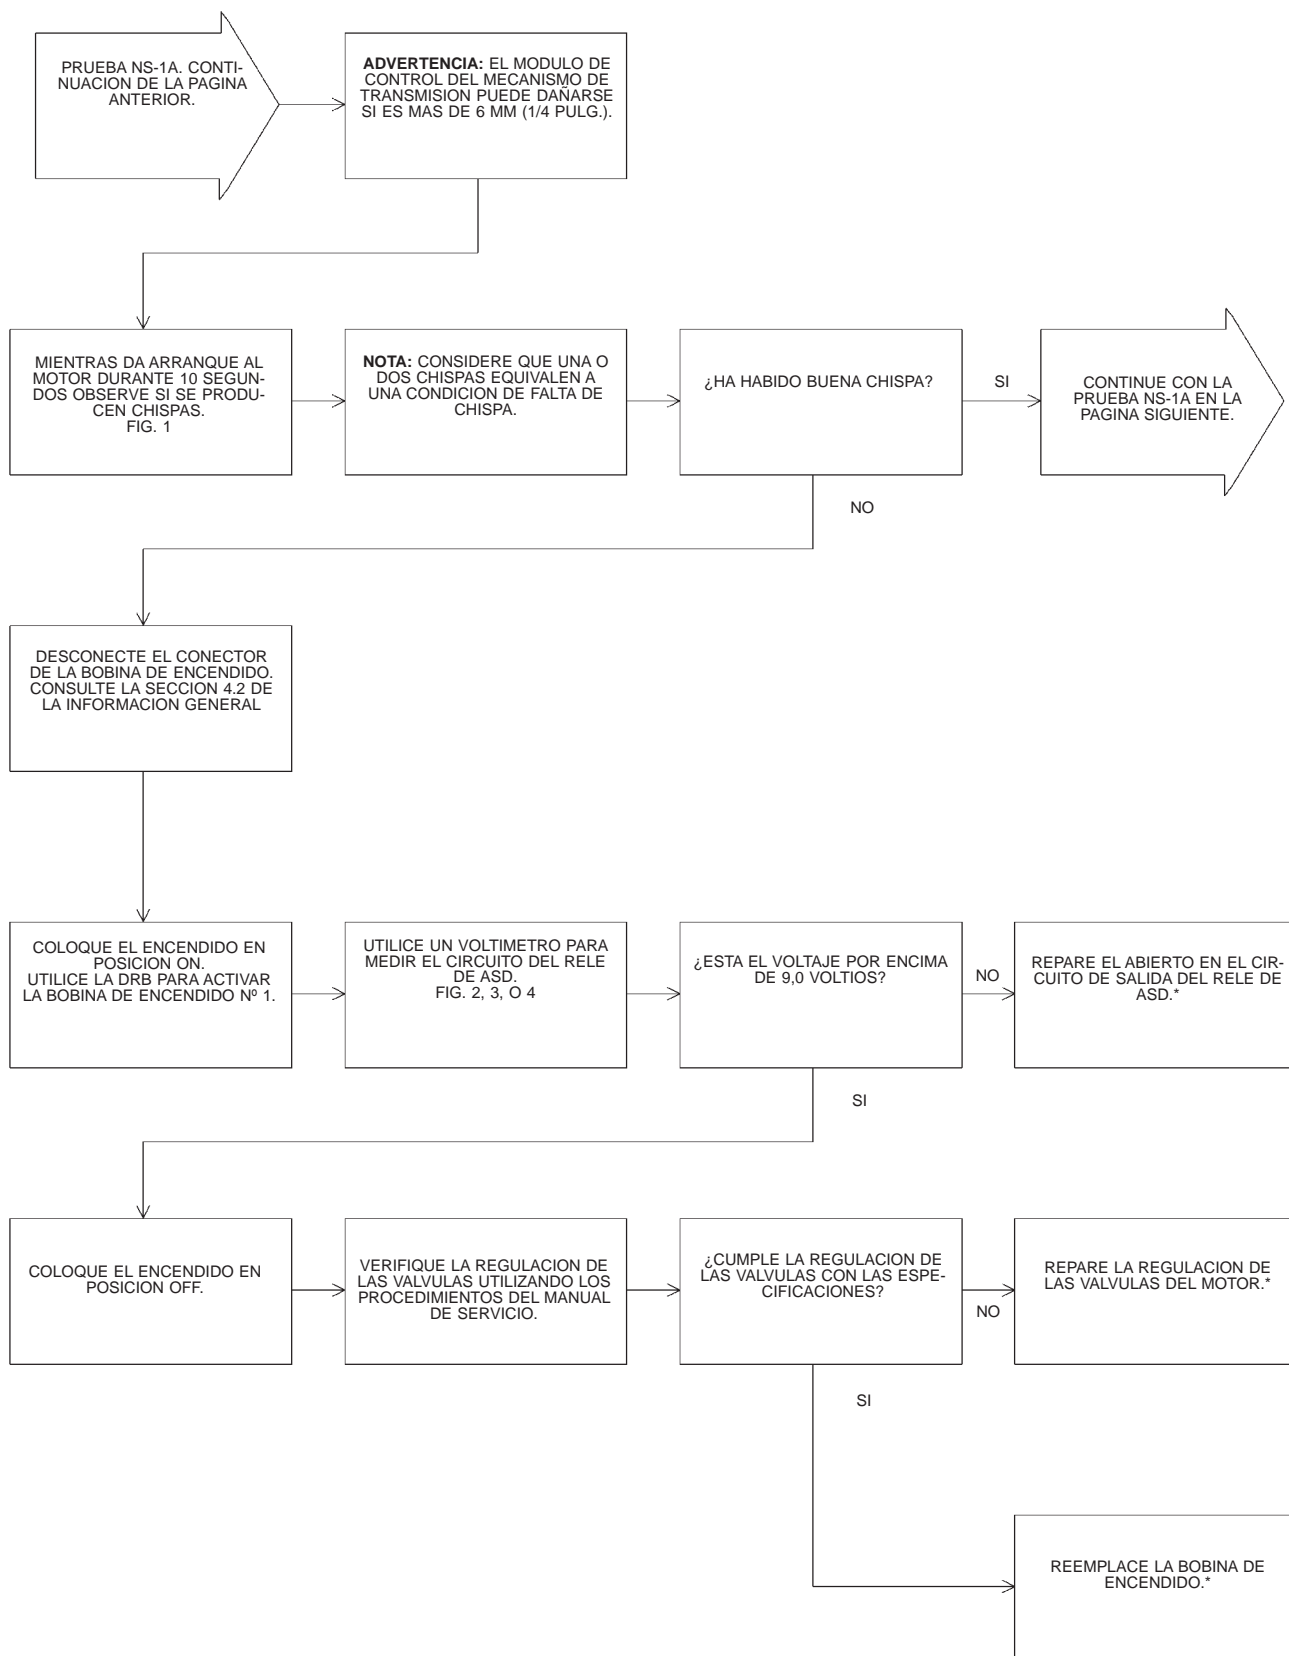 PRUEBA NS-1A. CONTI-
NUACION DE LA PAGINA
ANTERIOR.
ADVERTENCIA: EL MODULO DE
CONTROL DEL MECANISMO DE
TRANSMISION PUEDE DAÑARSE
SI ES MAS DE 6 MM (1/4 PULG.).
MIENTRAS DA ARRANQUE AL
MOTOR DURANTE 10 SEGUN-
DOS OBSERVE SI SE PRODU-
CEN CHISPAS.
FIG. 1
NOTA: CONSIDERE QUE UNA O
DOS CHISPAS EQUIVALEN A
UNA CONDICION DE FALTA DE
CHISPA.
¿HA HABIDO BUENA CHISPA?
SI
CONTINUE CON LA
PRUEBA NS-1A EN LA
PAGINA SIGUIENTE.
NO
DESCONECTE EL CONECTOR
DE LA BOBINA DE ENCENDIDO.
CONSULTE LA SECCION 4.2 DE
LA INFORMACION GENERAL
COLOQUE EL ENCENDIDO EN
POSICION ON.
UTILICE LA DRB PARA ACTIVAR
LA BOBINA DE ENCENDIDO Nº 1.
UTILICE UN VOLTIMETRO PARA
MEDIR EL CIRCUITO DEL RELE
DE ASD.
FIG. 2, 3, O 4
¿ESTA EL VOLTAJE POR ENCIMA
DE 9,0 VOLTIOS?
NO
REPARE EL ABIERTO EN EL CIR-
CUITO DE SALIDA DEL RELE DE
ASD.*
SI
COLOQUE EL ENCENDIDO EN
POSICION OFF.
VERIFIQUE LA REGULACION DE
LAS VALVULAS UTILIZANDO LOS
PROCEDIMIENTOS DEL MANUAL
DE SERVICIO.
¿CUMPLE LA REGULACION DE
LAS VALVULAS CON LAS ESPE-
CIFICACIONES?
NO
REPARE LA REGULACION DE
LAS VALVULAS DEL MOTOR.*
SI
REEMPLACE LA BOBINA DE
ENCENDIDO.*